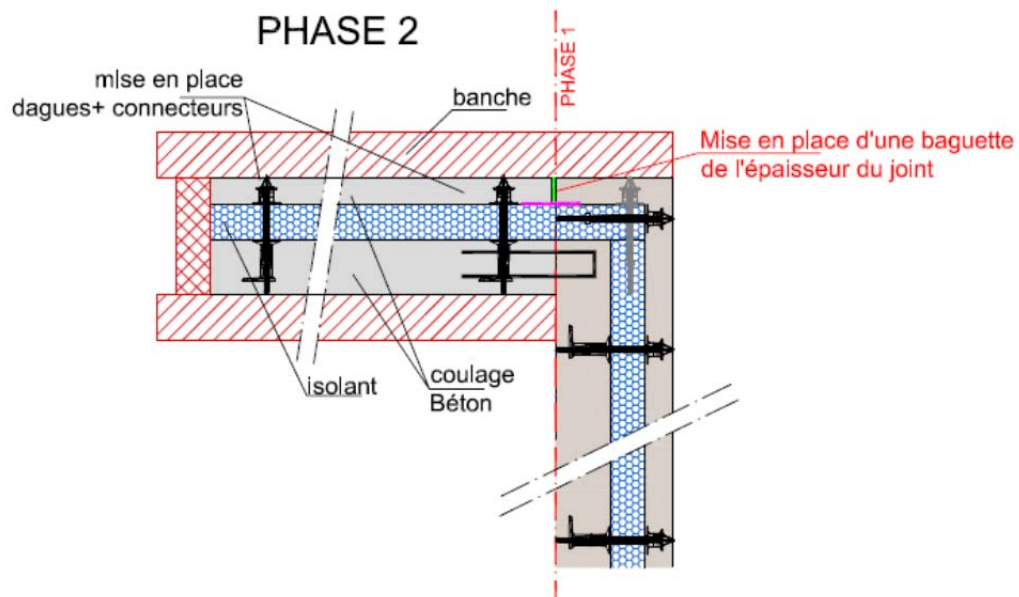 PHASE 2
mise en place
dagues+ connecteurs
banche
PHASE 1
Mise en place d'une baguette
de l'épaisseur du joint
isolant
coulage
Béton